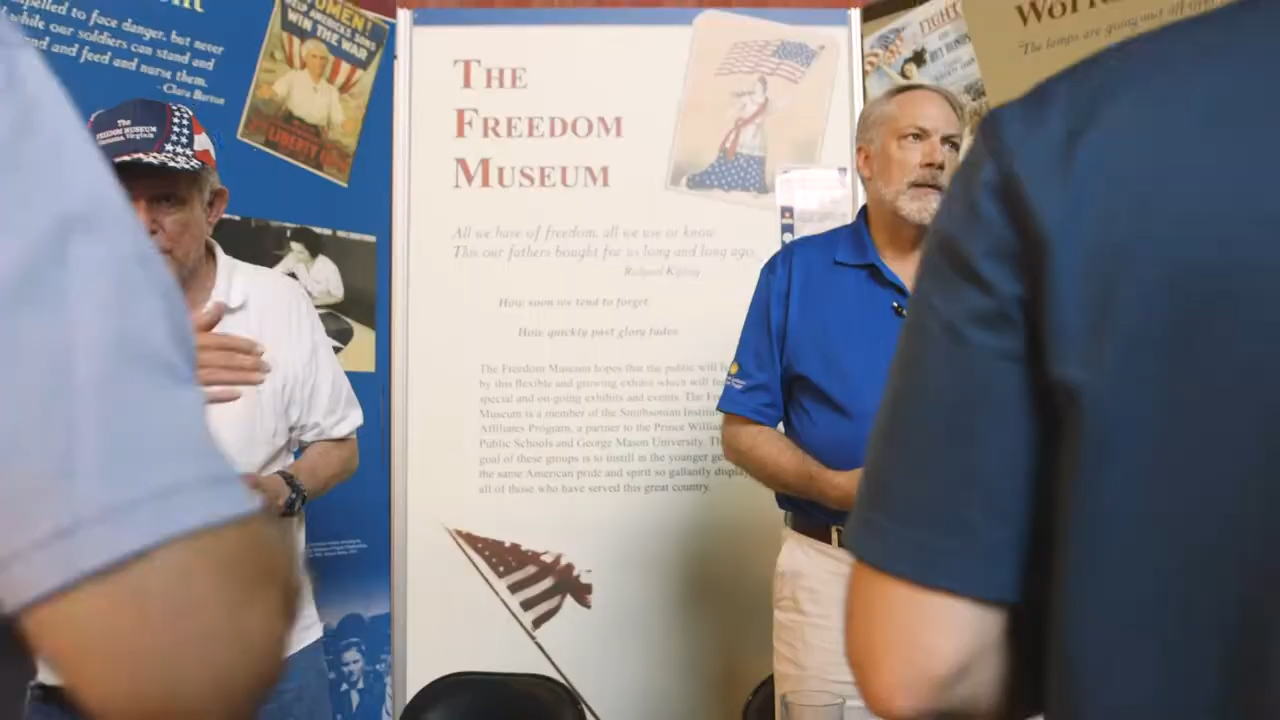 pelled to face danger, but never
while our soldiers can stand and
and and feed and nurse them.
- Clara Barton
WOMEN!
HELP AMERICA'S SONS
WIN THE WAR
LIBERTY
The
FREEDOM MUSEUM
Manassas, Virginia
THE
FREEDOM
MUSEUM
All we have of freedom, all we use or know
This our fathers bought for us long and long ago.
Rudyard Kipling
How soon we tend to forget
How quickly past glory fades
The Freedom Museum hopes that the public will
by this flexible and growing exhibit which will
special and on-going exhibits and events. The
Museum is a member of the Smithsonian
Affiliates Program, a partner to the Prince
Public Schools and George Mason University.
goal of these groups is to instill in the younger
the same American pride and spirit so gallantly
all of those who have served this great country.
FIGHT
"The lamps are going out all